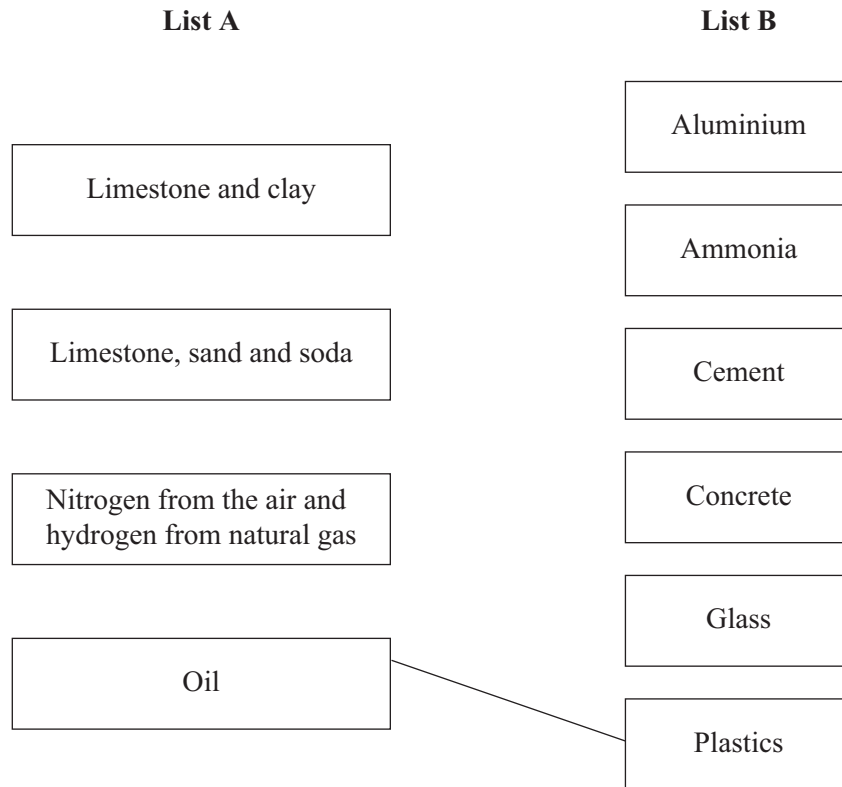 List A
List B
Limestone and clay
Limestone, sand and soda
Nitrogen from the air and
hydrogen from natural gas
Oil
Aluminium
Ammonia
Cement
Concrete
Glass
Plastics